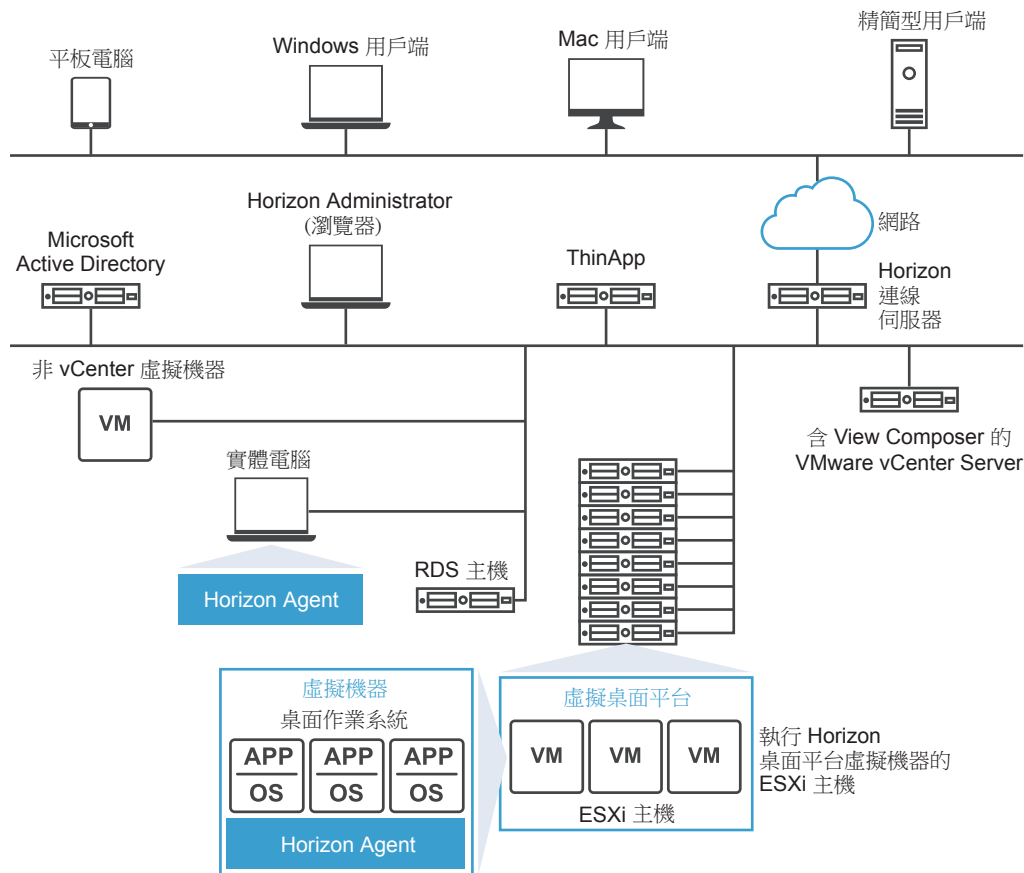 平板電腦
Windows 用戶端
Mac 用戶端
精簡型用戶端
Microsoft
Active Directory
Horizon Administrator
(瀏覽器)
ThinApp
網路
Horizon
連線
伺服器
非 vCenter 虛擬機器
VM
含 View Composer 的
VMware vCenter Server
實體電腦
Horizon Agent
RDS 主機
虛擬機器
桌面作業系統
APP
OS
APP
OS
APP
OS
Horizon Agent
虛擬桌面平台
VM
VM
VM
ESXi 主機
執行 Horizon
桌面平台虛擬機器的
ESXi 主機